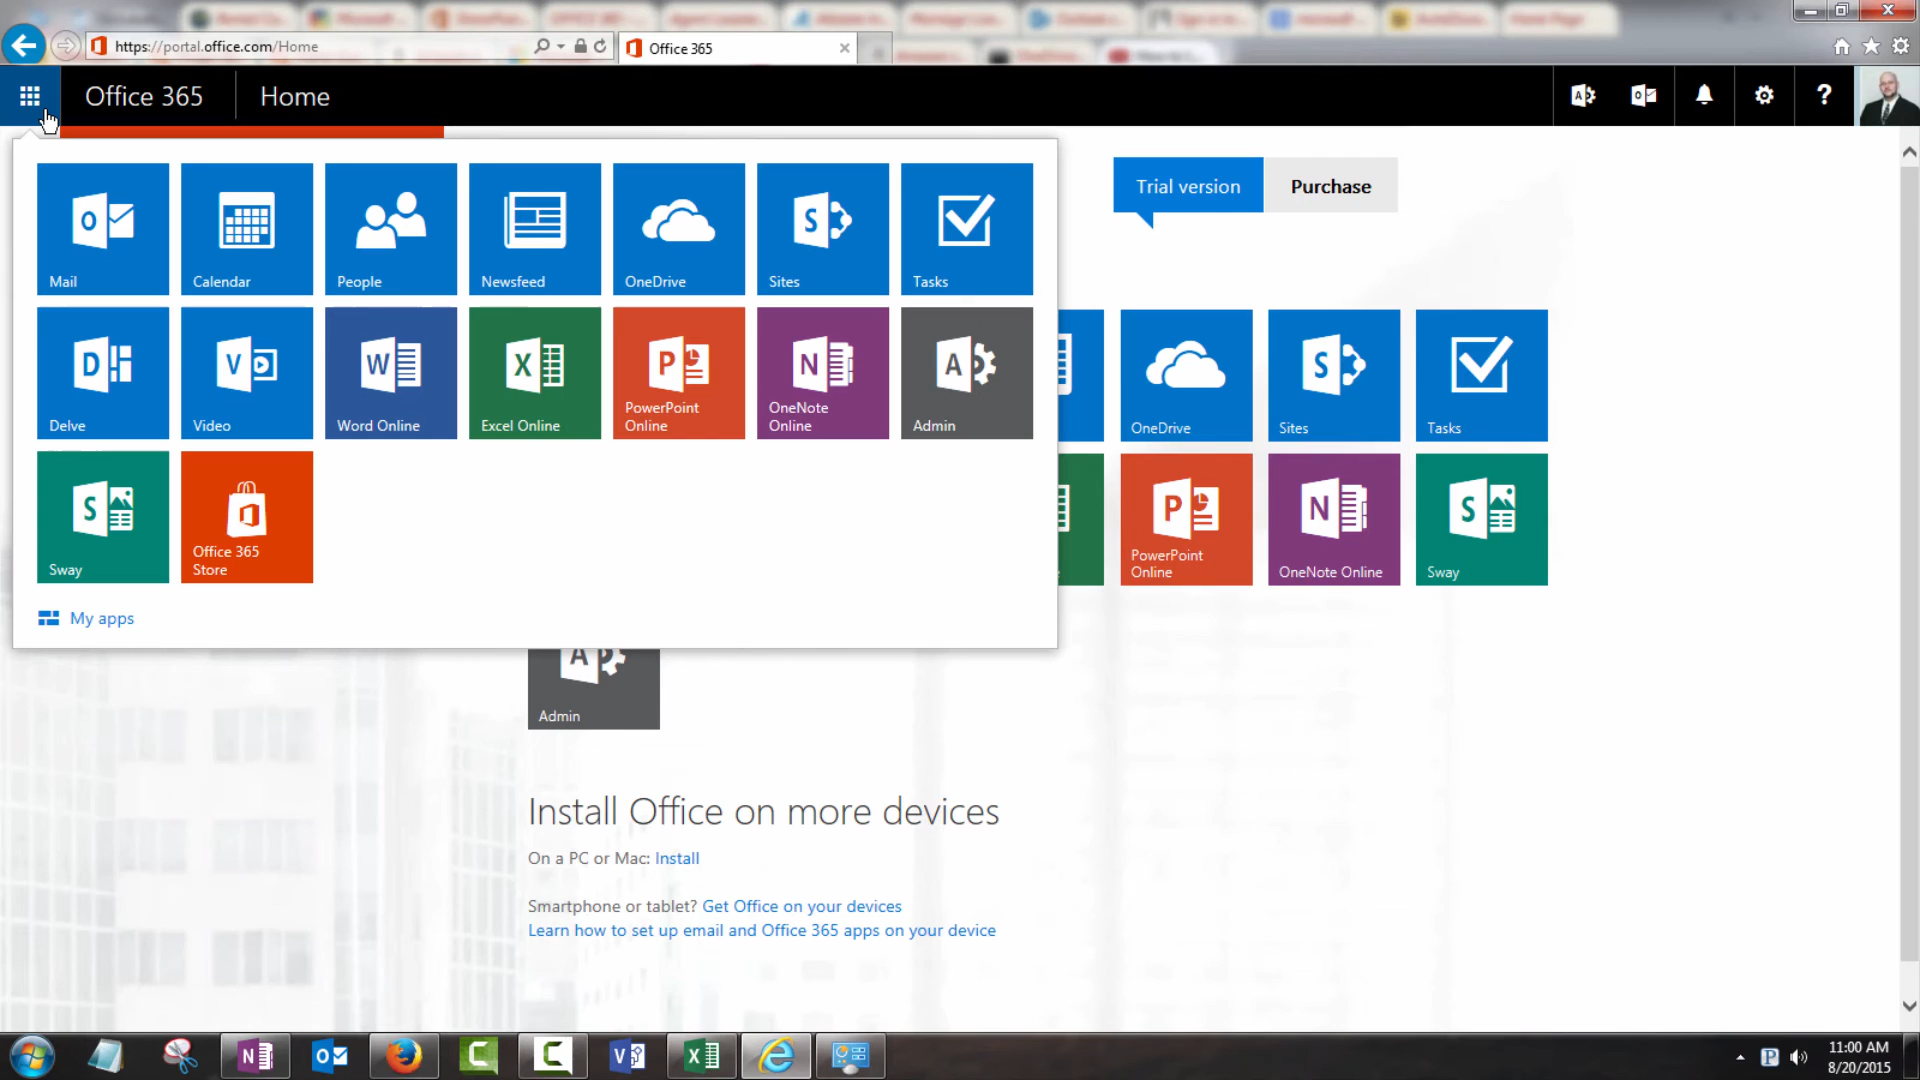 https://portal.office.com/Home
Office 365
Office 365
Home
?
Trial version
Purchase
Mail
Calendar
People
Newsfeed
OneDrive
Sites
Tasks
Delve
Video
Word Online
Excel Online
PowerPoint
Online
OneNote
Online
Admin
Sway
Office 365
Store
My apps
OneDrive
Sites
Tasks
PowerPoint
Online
OneNote Online
Sway
Admin
Install Office on more devices
On a PC or Mac: Install
Smartphone or tablet? Get Office on your devices
Learn how to set up email and Office 365 apps on your device
11:00 AM
8/20/2015